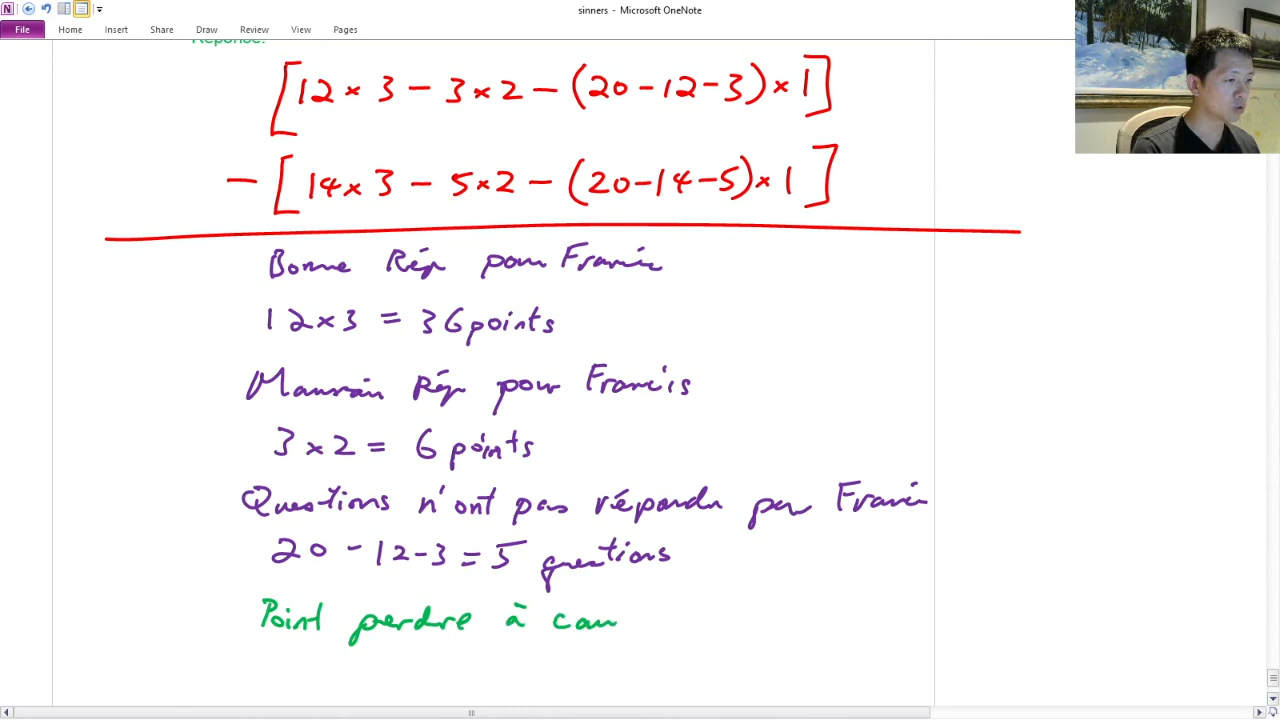 sinners - Microsoft OneNote
File Home Insert Share Draw Review View Pages
Réponse:
[12×3 - 3×2 - (20-12-3)×1]
- [14×3 - 5×2 - (20-14-5)×1]
Bonne Rép pour Francis
12×3 = 36 points
Mauvais Rép pour Francis
3×2 = 6 points
Questions n'ont pas répondu par Francis
20 - 12-3 = 5 questions
Point perdre à cau